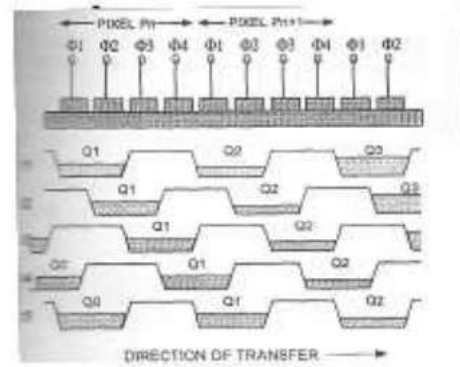 PIXEL Pn PIXEL Pn+1
Φ1 Φ2 Φ3 Φ4 Φ1 Φ2 Φ3 Φ4 Φ1 Φ2
Q1 Q2 Q3
Q1 Q2 Q3
Q1 Q2
Q0 Q1 Q2
Q0 Q1 Q2
DIRECTION OF TRANSFER